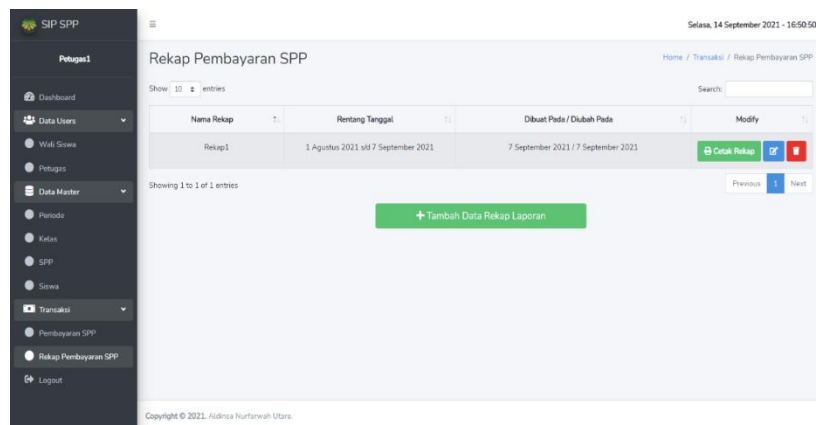 SIP SPP
Selasa, 14 September 2021 - 16:50:50
Petugas1
Rekap Pembayaran SPP
Home / Transaksi / Rekap Pembayaran SPP
Show 10 entries
Search:
Dashboard
Data Users
Wali Siswa
Petugas
Data Master
Periode
Kelas
SPP
Siswa
Transaksi
Pembayaran SPP
Rekap Pembayaran SPP
Logout
Nama Rekap Rentang Tanggal Dibuat Pada / Diubah Pada Modify
Rekap1 1 Agustus 2021 s/d 7 September 2021 7 September 2021 / 7 September 2021 Cetak Rekap
Showing 1 to 1 of 1 entries
Previous 1 Next
+ Tambah Data Rekap Laporan
Copyright © 2021. Aldinsa Nurfarwah Utara.